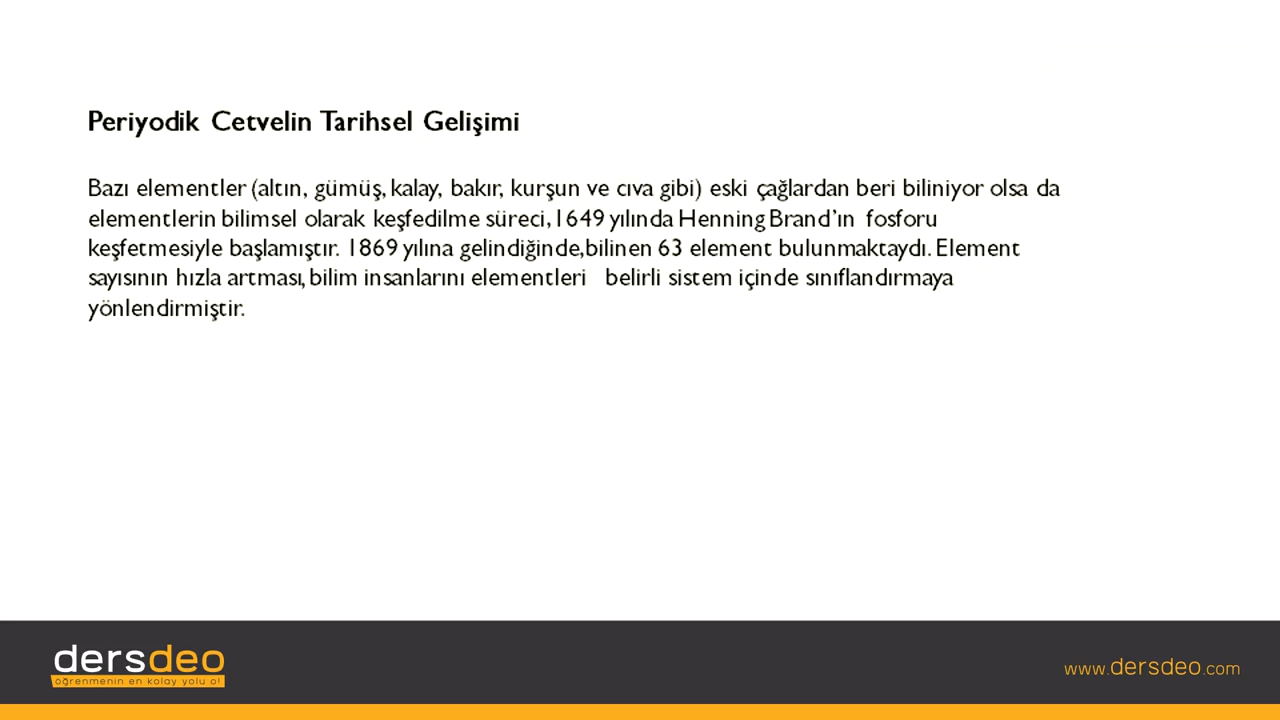 Periyodik Cetvelin Tarihsel Gelişimi
Bazı elementler (altın, gümüş, kalay, bakır, kurşun ve cıva gibi) eski çağlardan beri biliniyor olsa da
elementlerin bilimsel olarak keşfedilme süreci, 1649 yılında Henning Brand'ın fosforu
keşfetmesiyle başlamıştır. 1869 yılına gelindiğinde,bilinen 63 element bulunmaktaydı. Element
sayısının hızla artması, bilim insanlarını elementleri belirli sistem içinde sınıflandırmaya
yönlendirmiştir.
dersdeo
öğrenmenin en kolay yolu o!
www.dersdeo.com